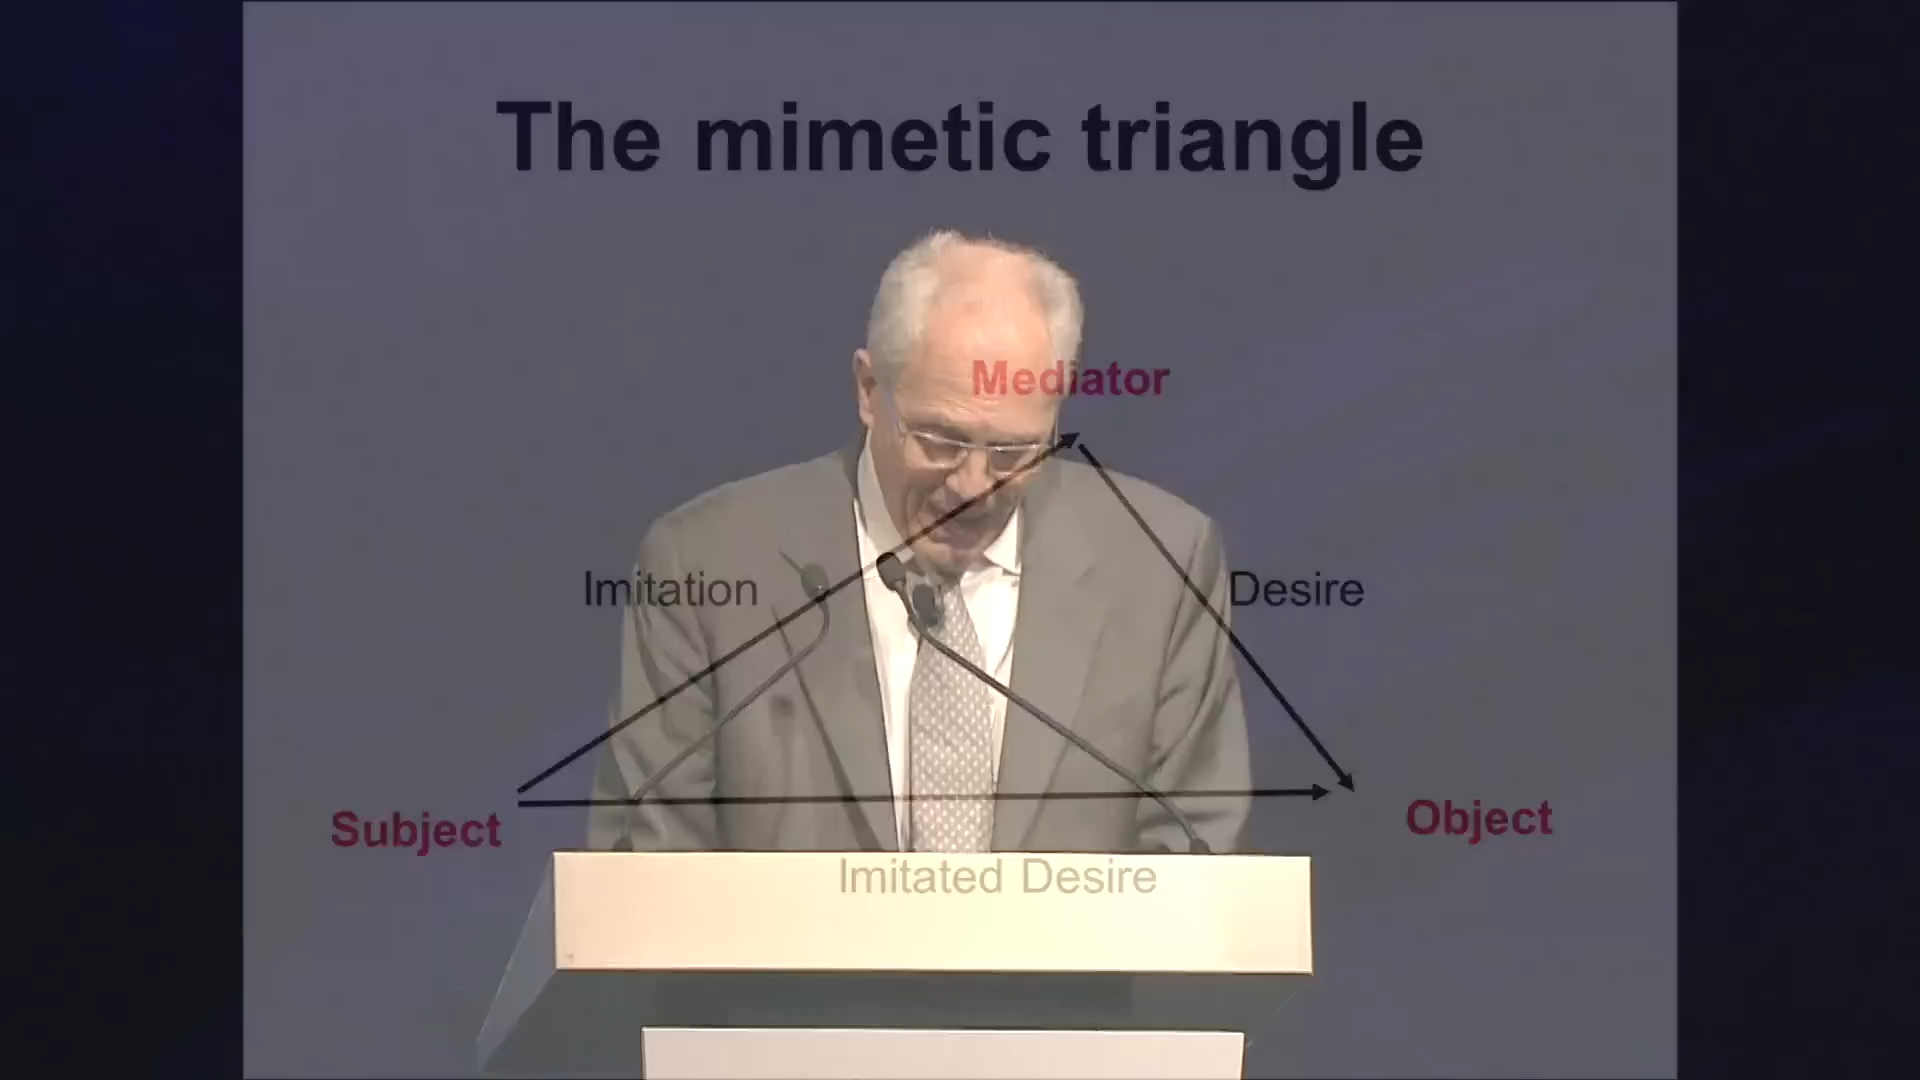 The mimetic triangle
Mediator
Imitation
Desire
Subject
Object
Imitated Desire